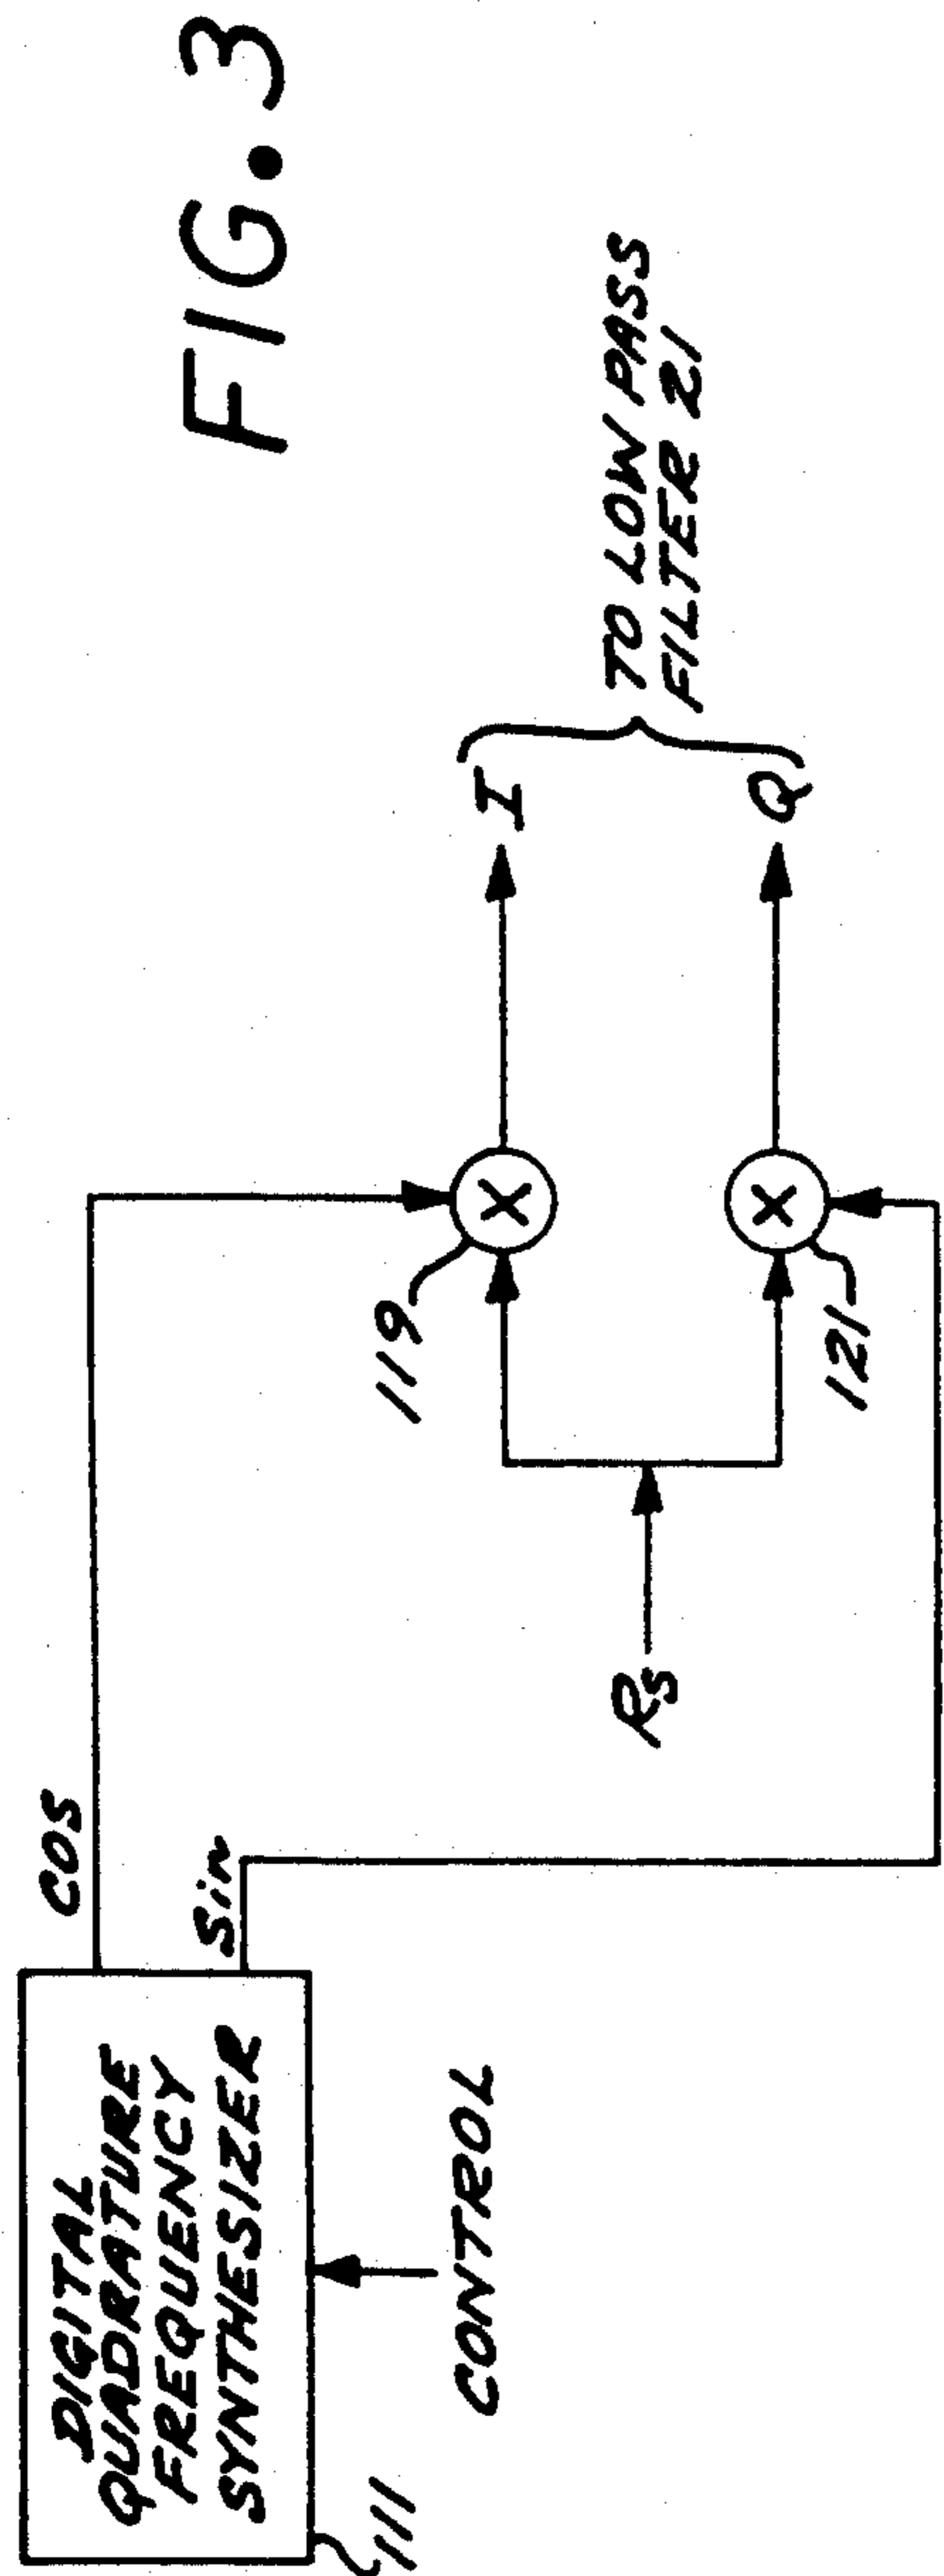 FIG. 3
DIGITAL
QUADRATURE
FREQUENCY
SYNTHESIZER
111
COS
Sin
CONTROL
RS
119
121
I
Q
TO LOW PASS
FILTER 21